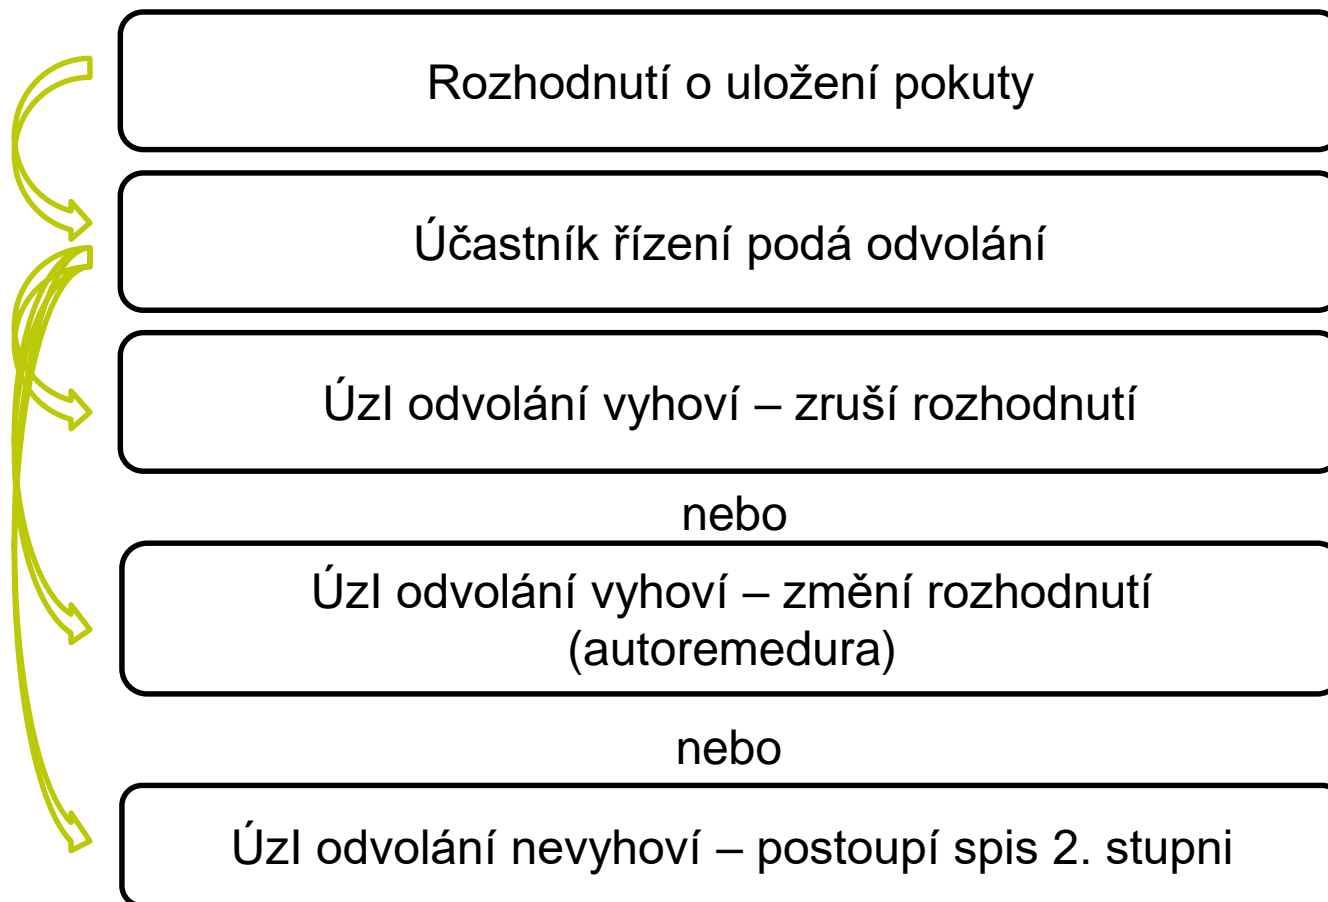 Rozhodnutí o uložení pokuty
Účastník řízení podá odvolání
ÚzI odvolání vyhoví – zruší rozhodnutí
nebo
ÚzI odvolání vyhoví – změní rozhodnutí
(autoremedura)
nebo
ÚzI odvolání nevyhoví – postoupí spis 2. stupni